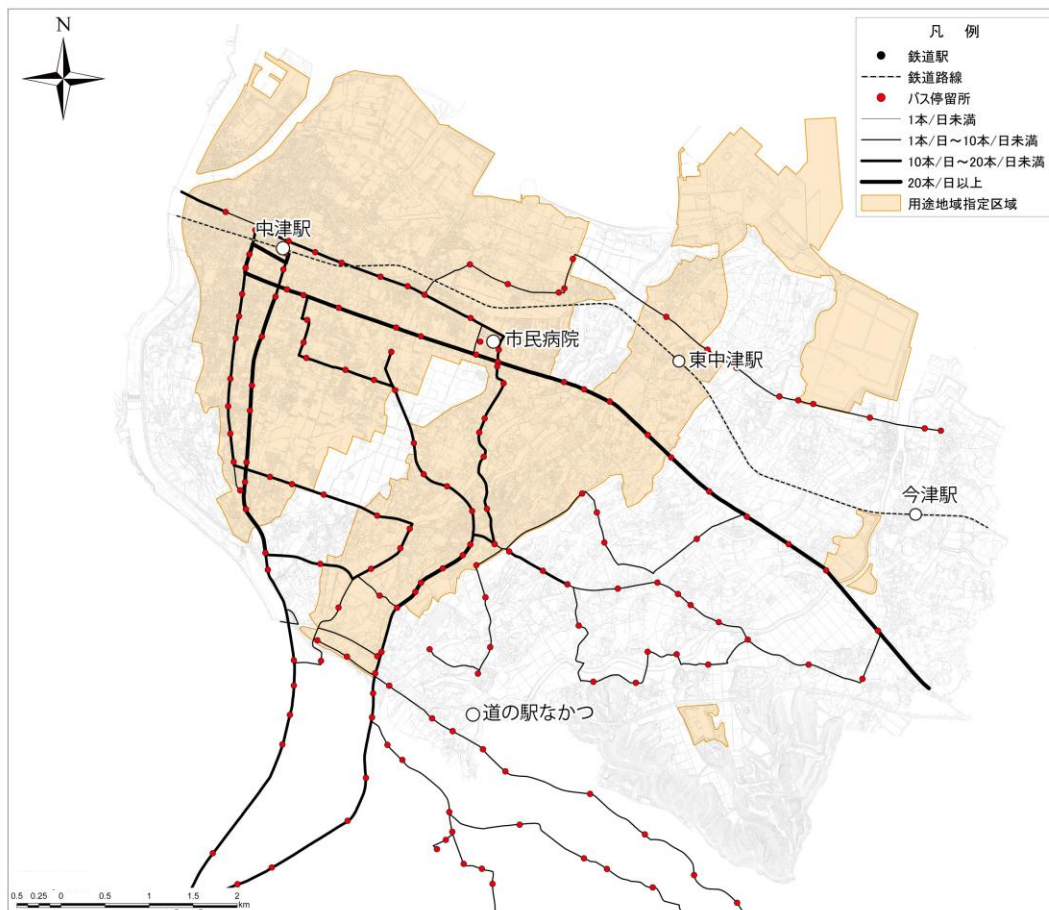 N
凡 例
鉄道駅
鉄道路線
バス停留所
1本/日未満
1本/日～10本/日未満
10本/日～20本/日未満
20本/日以上
用途地域指定区域
中津駅
市民病院
東中津駅
今津駅
道の駅なかつ
0.5 0.25 0 0.5 1 1.5 2
km